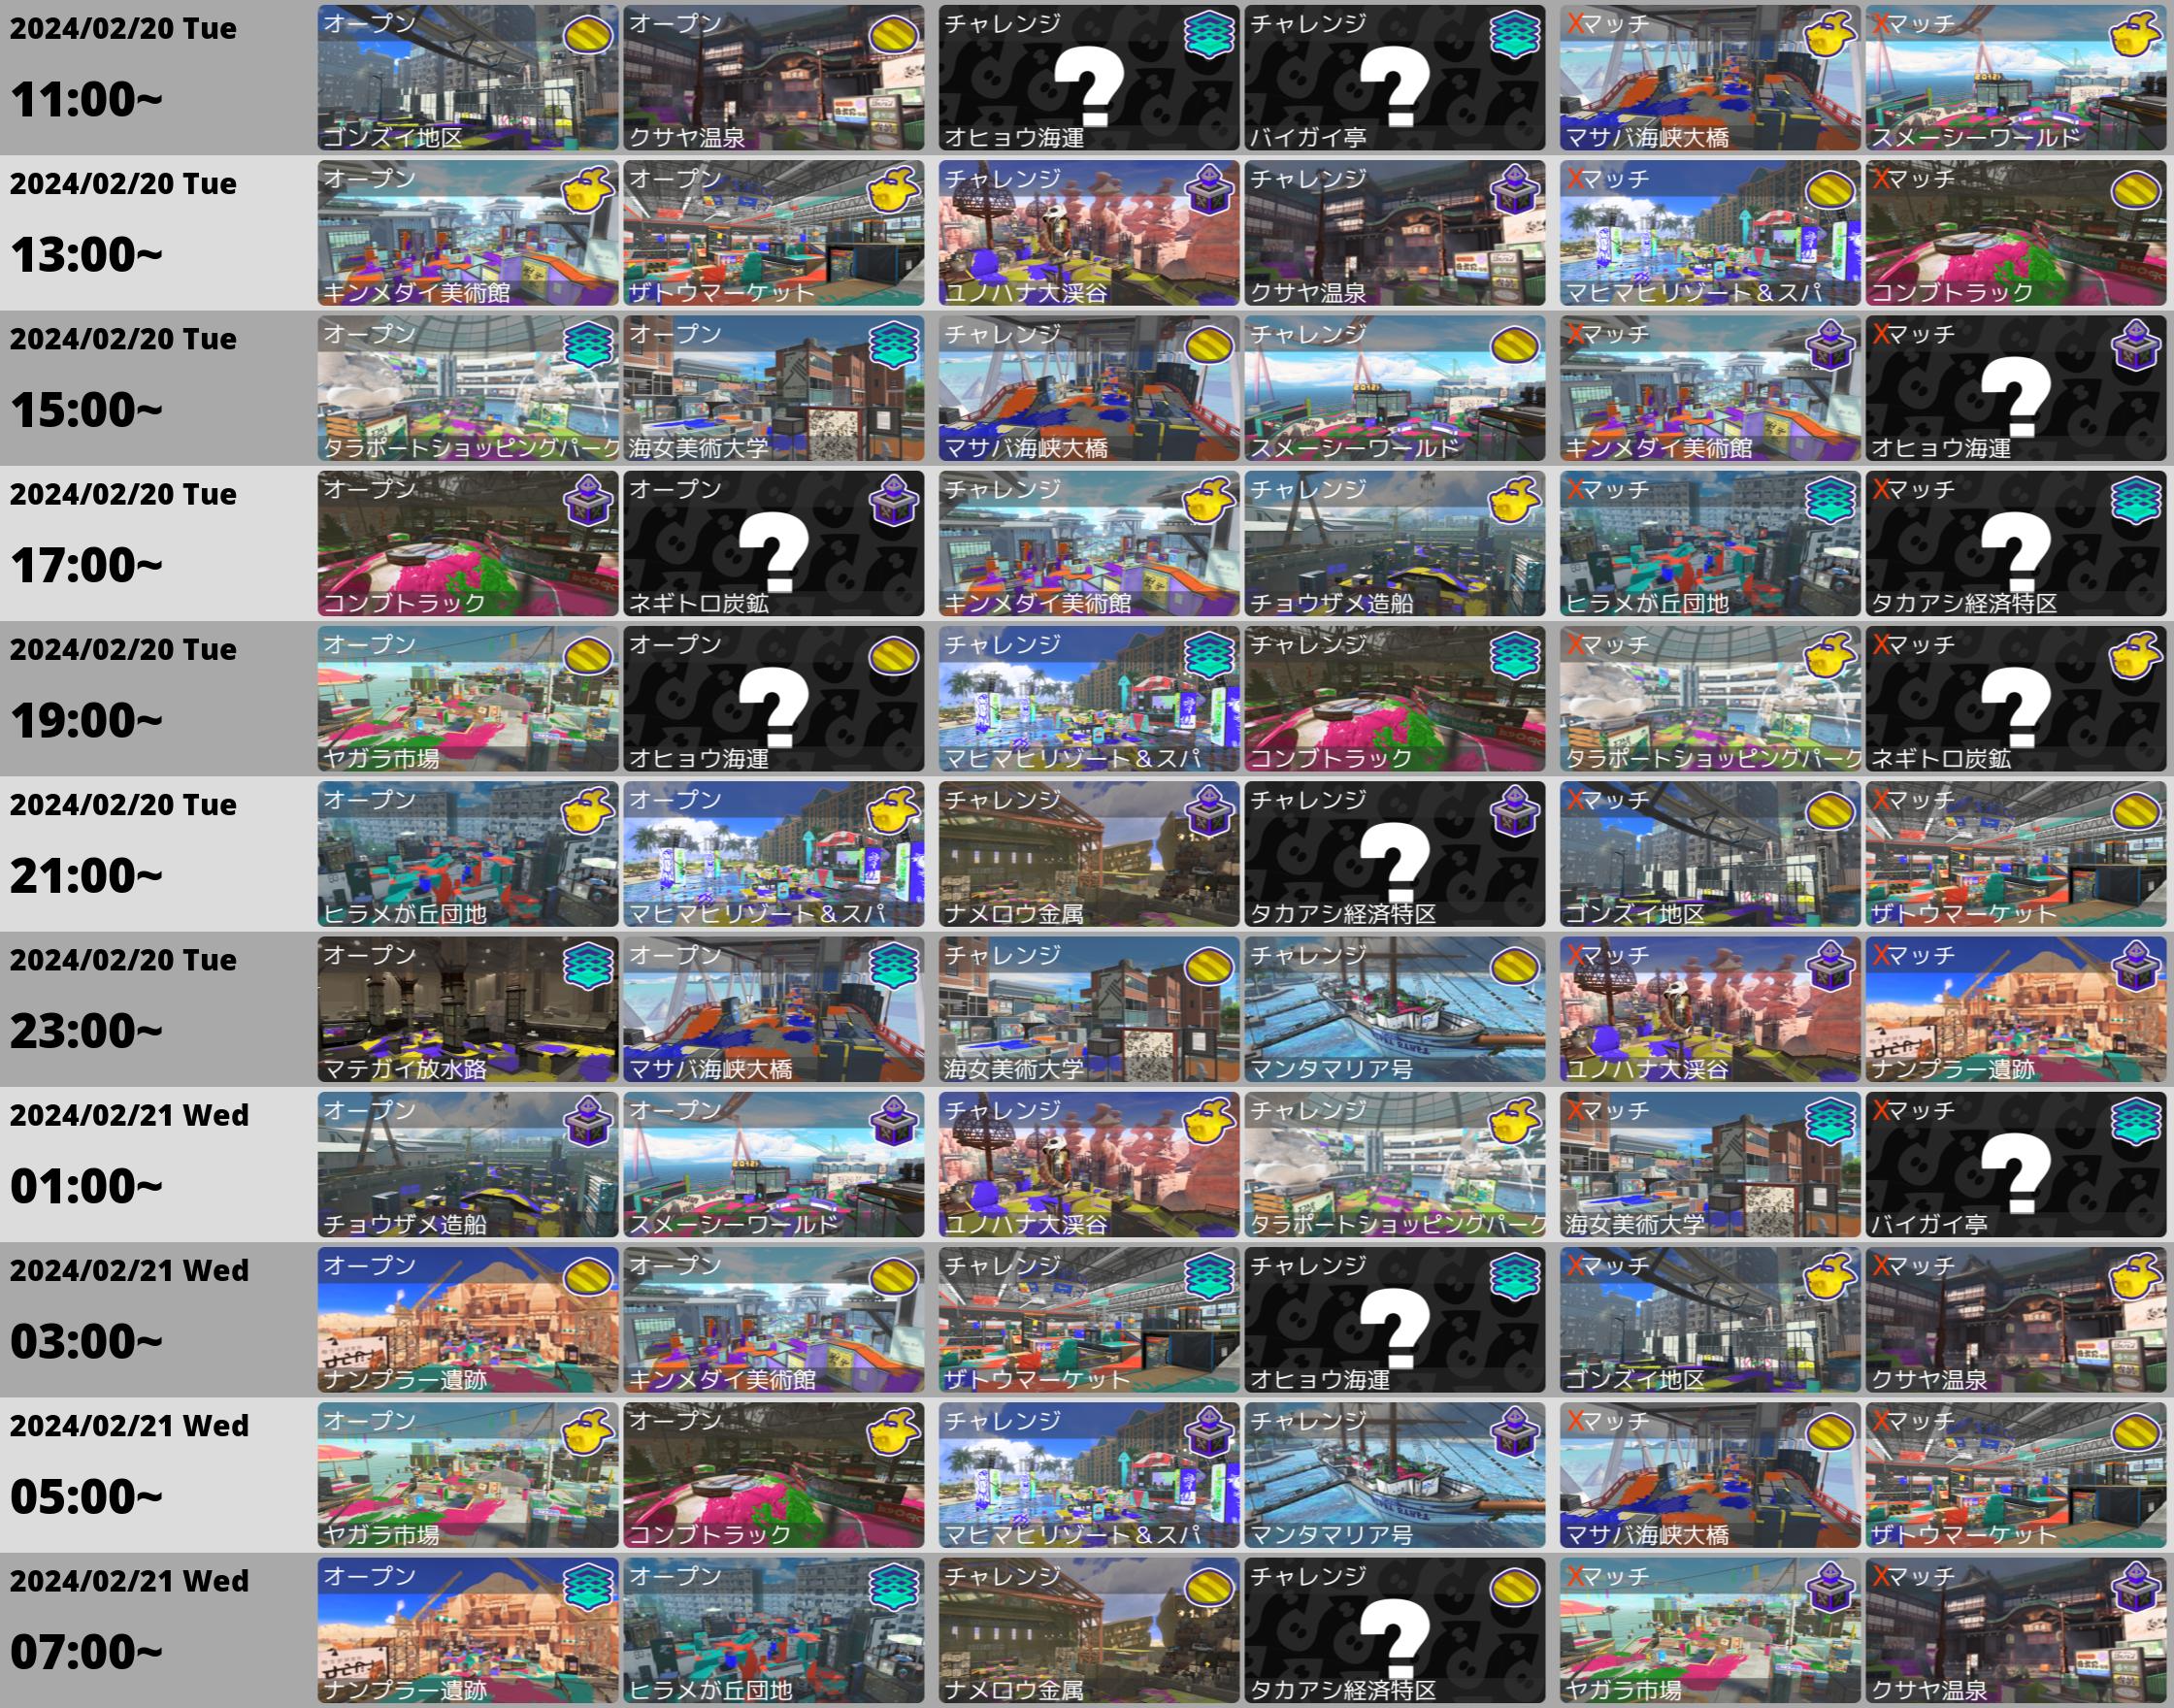 2024/02/20 Tue
11:00~
オープン オープン チャレンジ チャレンジ Xマッチ Xマッチ
ゴンズイ地区 クサヤ温泉 オヒョウ海運 バイガイ亭 マサバ海峡大橋 スメーシーワールド
2024/02/20 Tue
13:00~
オープン オープン チャレンジ チャレンジ Xマッチ Xマッチ
キンメダイ美術館 ザトウマーケット ユノハナ大渓谷 クサヤ温泉 マヒマヒリゾート＆スパ コンブトラック
2024/02/20 Tue
15:00~
オープン オープン チャレンジ チャレンジ Xマッチ Xマッチ
タラポートショッピングパーク 海女美術大学 マサバ海峡大橋 スメーシーワールド キンメダイ美術館 オヒョウ海運
2024/02/20 Tue
17:00~
オープン オープン チャレンジ チャレンジ Xマッチ Xマッチ
コンブトラック ネギトロ炭鉱 キンメダイ美術館 チョウザメ造船 ヒラメが丘団地 タカアシ経済特区
2024/02/20 Tue
19:00~
オープン オープン チャレンジ チャレンジ Xマッチ Xマッチ
ヤガラ市場 オヒョウ海運 マヒマヒリゾート＆スパ コンブトラック タラポートショッピングパーク ネギトロ炭鉱
2024/02/20 Tue
21:00~
オープン オープン チャレンジ チャレンジ Xマッチ Xマッチ
ヒラメが丘団地 マヒマヒリゾート＆スパ ナメロウ金属 タカアシ経済特区 ゴンズイ地区 ザトウマーケット
2024/02/20 Tue
23:00~
オープン オープン チャレンジ チャレンジ Xマッチ Xマッチ
マテガイ放水路 マサバ海峡大橋 海女美術大学 マンタマリア号 ユノハナ大渓谷 ナンプラー遺跡
2024/02/21 Wed
01:00~
オープン オープン チャレンジ チャレンジ Xマッチ Xマッチ
チョウザメ造船 スメーシーワールド ユノハナ大渓谷 タラポートショッピングパーク 海女美術大学 バイガイ亭
2024/02/21 Wed
03:00~
オープン オープン チャレンジ チャレンジ Xマッチ Xマッチ
ナンプラー遺跡 キンメダイ美術館 ザトウマーケット オヒョウ海運 ゴンズイ地区 クサヤ温泉
2024/02/21 Wed
05:00~
オープン オープン チャレンジ チャレンジ Xマッチ Xマッチ
ヤガラ市場 コンブトラック マヒマヒリゾート＆スパ マンタマリア号 マサバ海峡大橋 ザトウマーケット
2024/02/21 Wed
07:00~
オープン オープン チャレンジ チャレンジ Xマッチ Xマッチ
ナンプラー遺跡 ヒラメが丘団地 ナメロウ金属 タカアシ経済特区 ヤガラ市場 クサヤ温泉